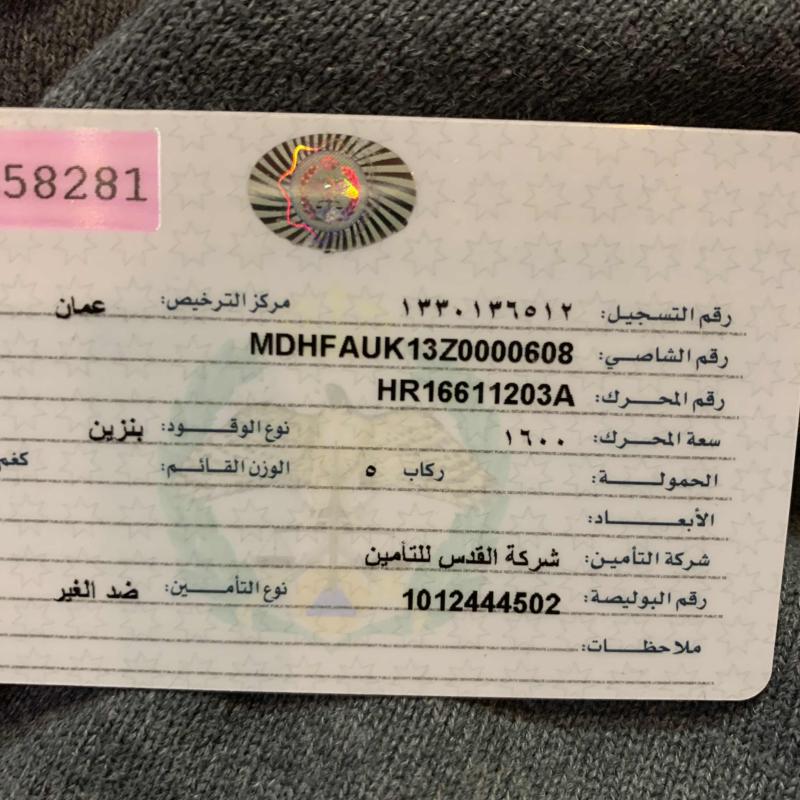 58281
رقم التسجيل: ١٣٣٠١٣٦٥١٢ مركز الترخيص: عمان
رقم الشاصي: MDHFAUK13Z0000608
رقم المحرك: HR16611203A
سعة المحرك: ١٦٠٠ نوع الوقود: بنزين
الحمولة: ٥ ركاب الوزن القائم: كغم
الأبعاد:
شركة التأمين: شركة القدس للتأمين
رقم البوليصة: 1012444502 نوع التأمين: ضد الغير
ملاحظات: